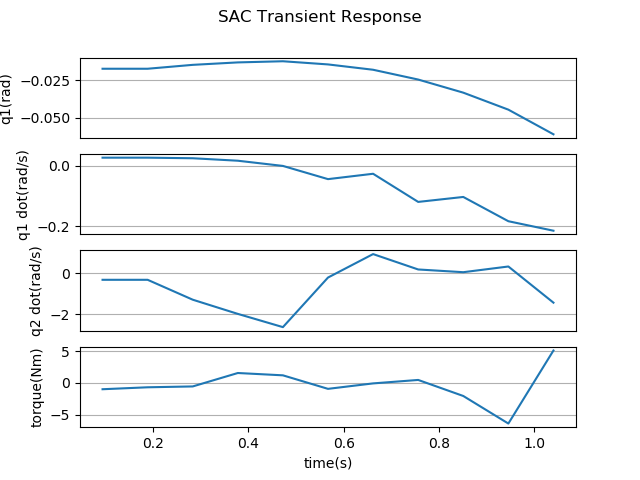 SAC Transient Response
q1(rad)
−0.025
−0.050
q1 dot(rad/s)
0.0
−0.2
q2 dot(rad/s)
0
−2
torque(Nm)
5
0
−5
0.2 0.4 0.6 0.8 1.0
time(s)